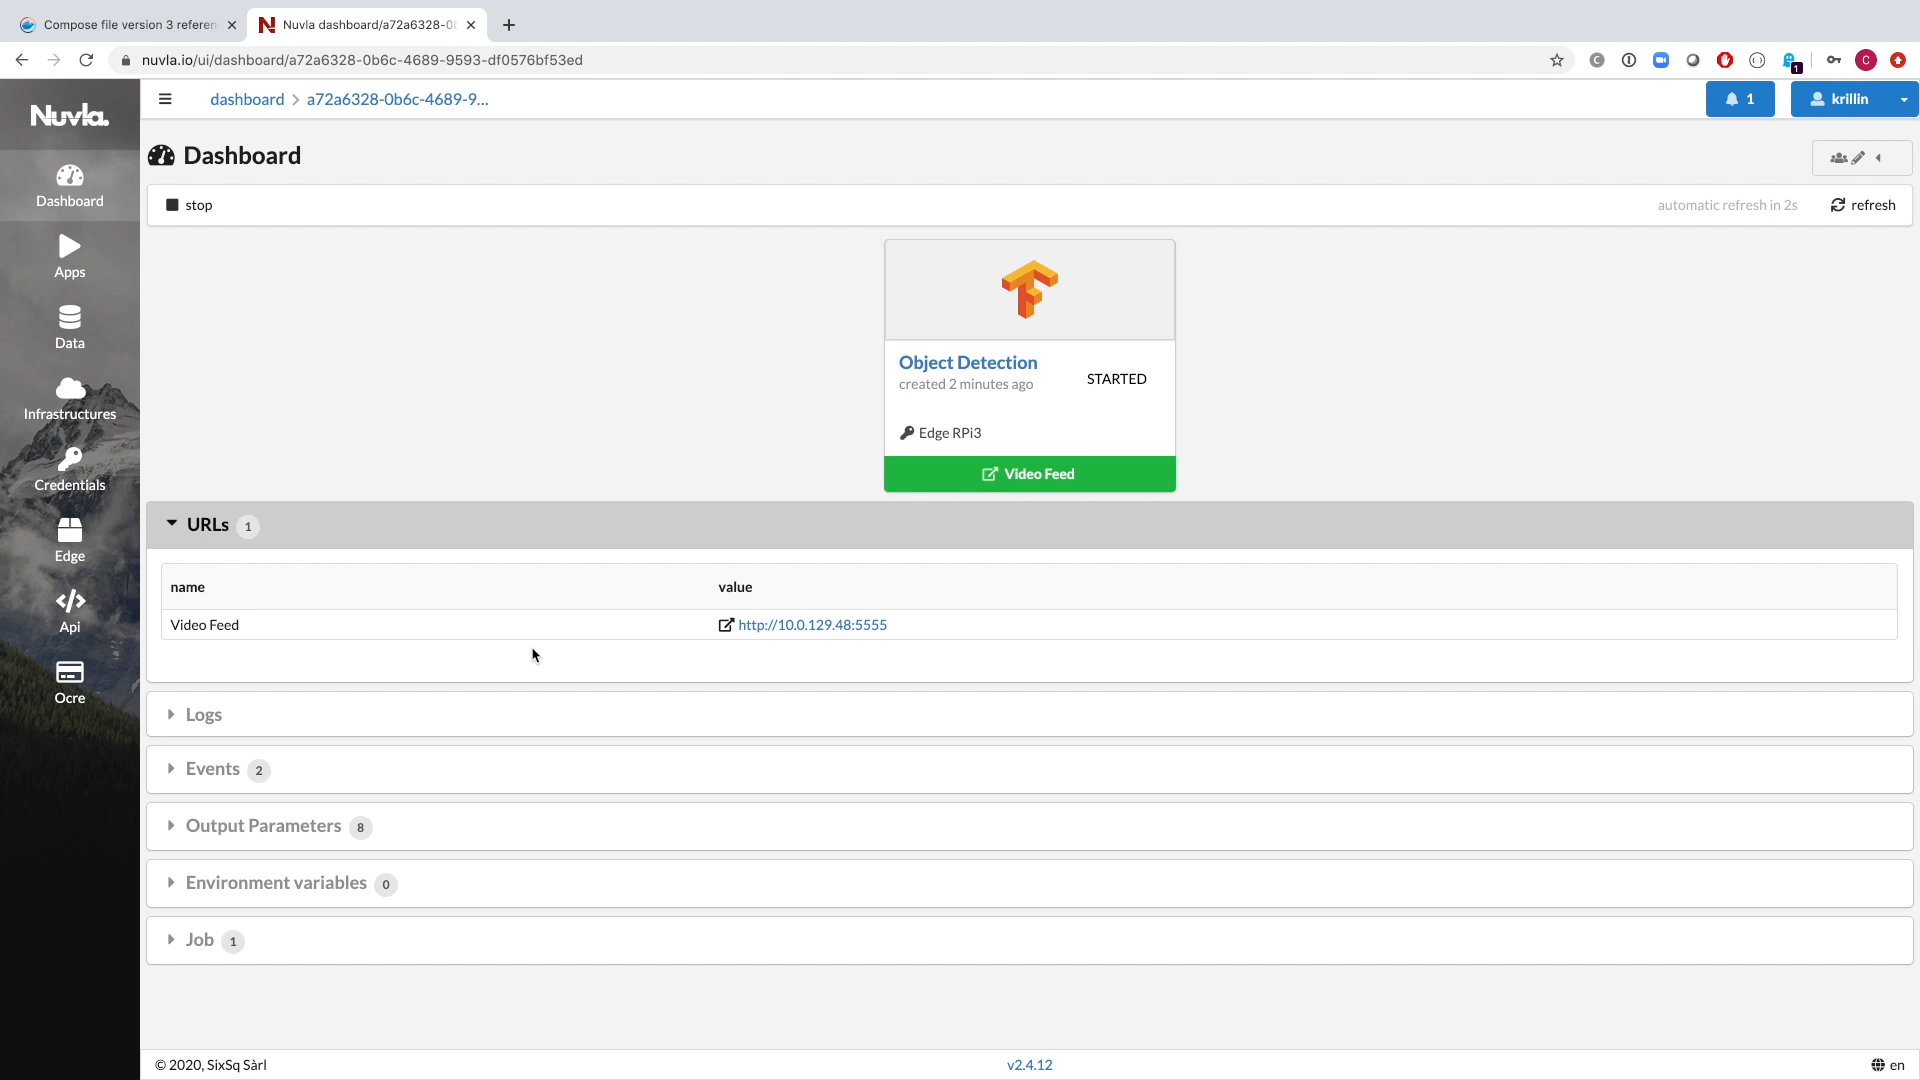 Compose file version 3 referen
Nuvla dashboard/a72a6328-0b
nuvla.io/ui/dashboard/a72a6328-0b6c-4689-9593-df0576bf53ed
C
1
Nuvla.
dashboard
a72a6328-0b6c-4689-9...
1
krillin
Dashboard
stop
automatic refresh in 2s
refresh
Dashboard
Apps
Data
Infrastructures
Credentials
Edge
Api
Ocre
Object Detection
created 2 minutes ago
STARTED
Edge RPi3
Video Feed
URLs 1
name value
Video Feed http://10.0.129.48:5555
Logs
Events 2
Output Parameters 8
Environment variables 0
Job 1
© 2020, SixSq Sàrl
v2.4.12
en